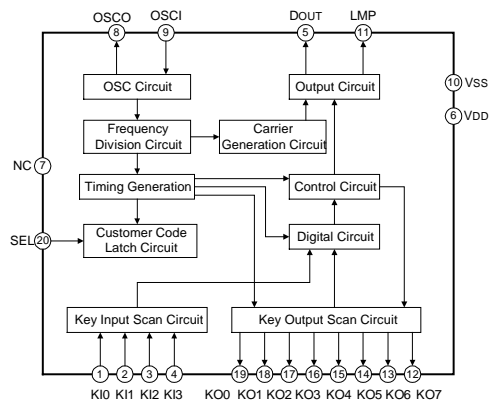 OSCO OSCI DOUT LMP
8 9 5 11
10 VSS
OSC Circuit Output Circuit
6 VDD
Frequency
Division Circuit
Carrier
Generation Circuit
NC 7
Timing Generation Control Circuit
SEL 20
Customer Code
Latch Circuit
Digital Circuit
Key Input Scan Circuit Key Output Scan Circuit
1 2 3 4 19 18 17 16 15 14 13 12
KI0 KI1 KI2 KI3 KO0 KO1 KO2 KO3 KO4 KO5 KO6 KO7